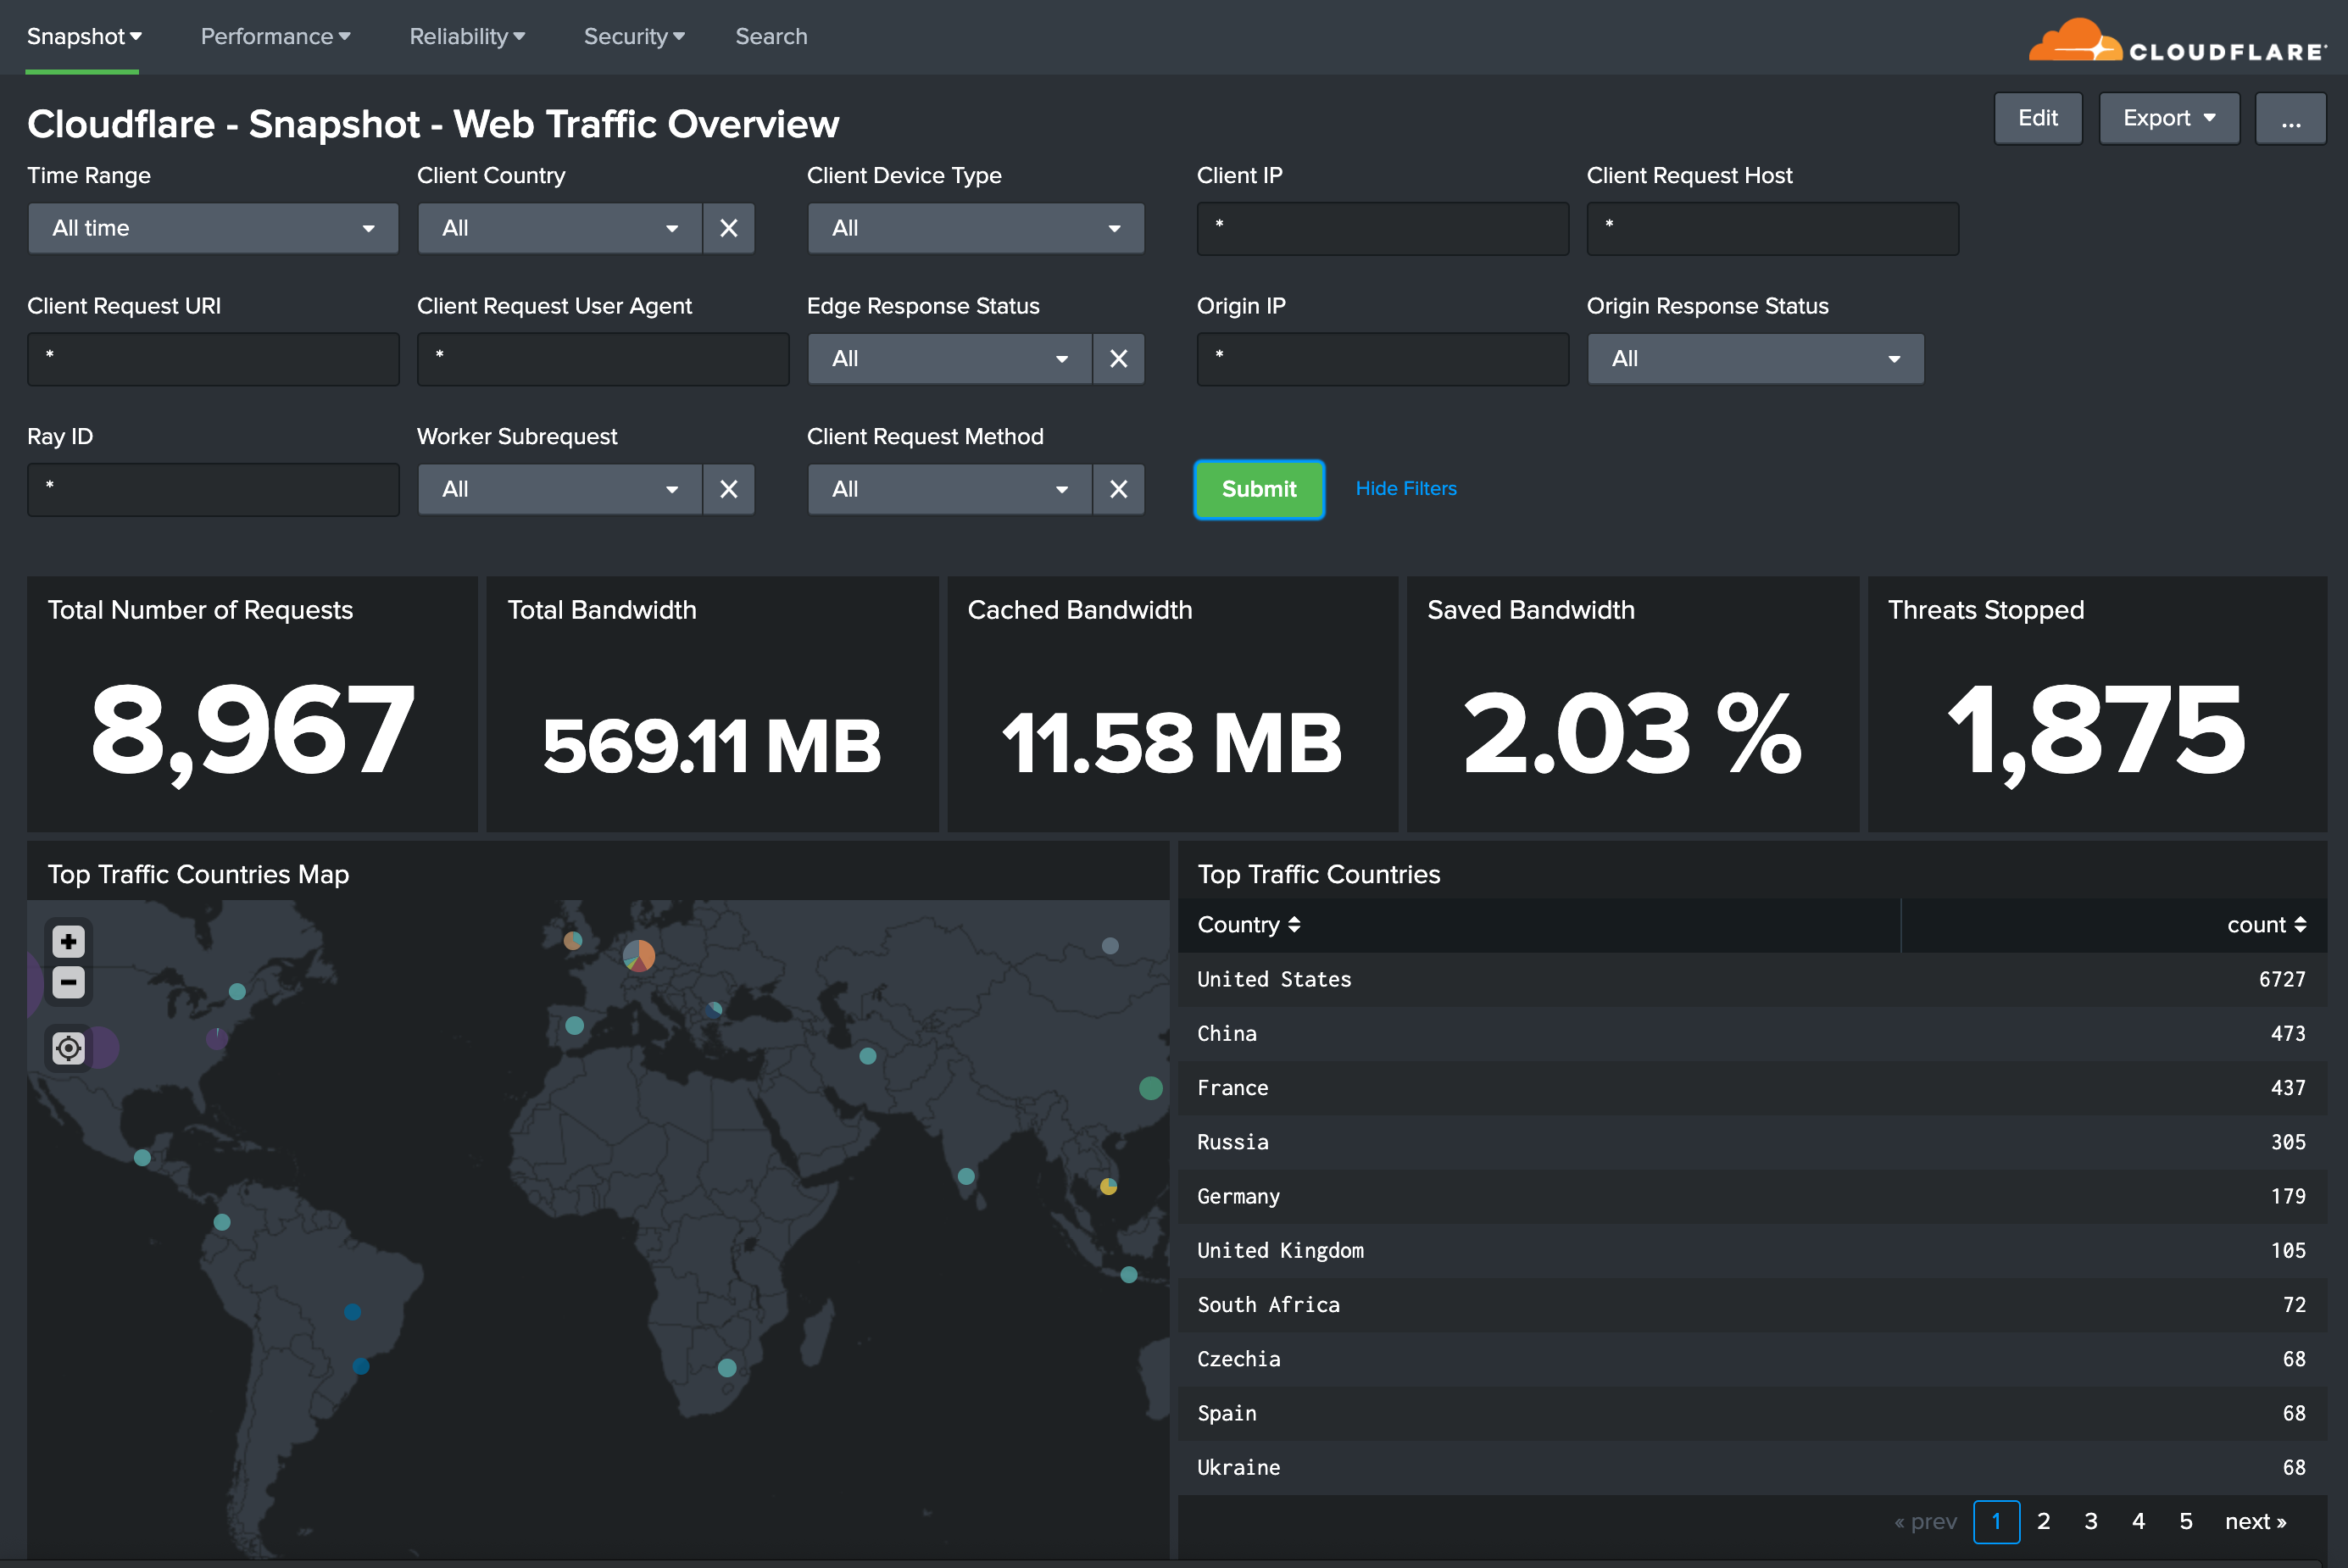 Snapshot Performance Reliability Security Search
CLOUDFLARE
Cloudflare - Snapshot - Web Traffic Overview
Edit Export ...
Time Range Client Country Client Device Type Client IP Client Request Host
All time All All * *
Client Request URI Client Request User Agent Edge Response Status Origin IP Origin Response Status
* * All * All
Ray ID Worker Subrequest Client Request Method
* All All Submit Hide Filters
Total Number of Requests Total Bandwidth Cached Bandwidth Saved Bandwidth Threats Stopped
8,967 569.11 MB 11.58 MB 2.03 % 1,875
Top Traffic Countries Map
Top Traffic Countries
Country count
United States 6727
China 473
France 437
Russia 305
Germany 179
United Kingdom 105
South Africa 72
Czechia 68
Spain 68
Ukraine 68
« prev 1 2 3 4 5 next »